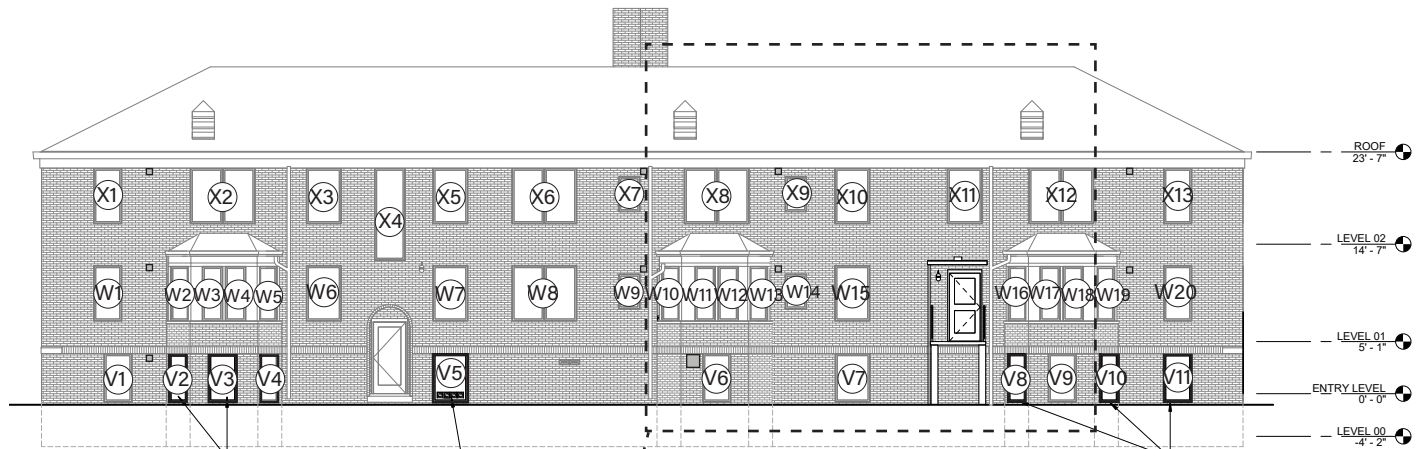 ROOF
23' - 7"
X1 X2 X3 X4 X5 X6 X7 X8 X9 X10 X11 X12 X13
LEVEL 02
14' - 7"
W1 W2 W3 W4 W5 W6 W7 W8 W9 W10 W11 W12 W13 W14 W15 W16 W17 W18 W19 W20
LEVEL 01
5' - 1"
V1 V2 V3 V4 V5 V6 V7 V8 V9 V10 V11
ENTRY LEVEL
0' - 0"
LEVEL 00
-4' - 2"